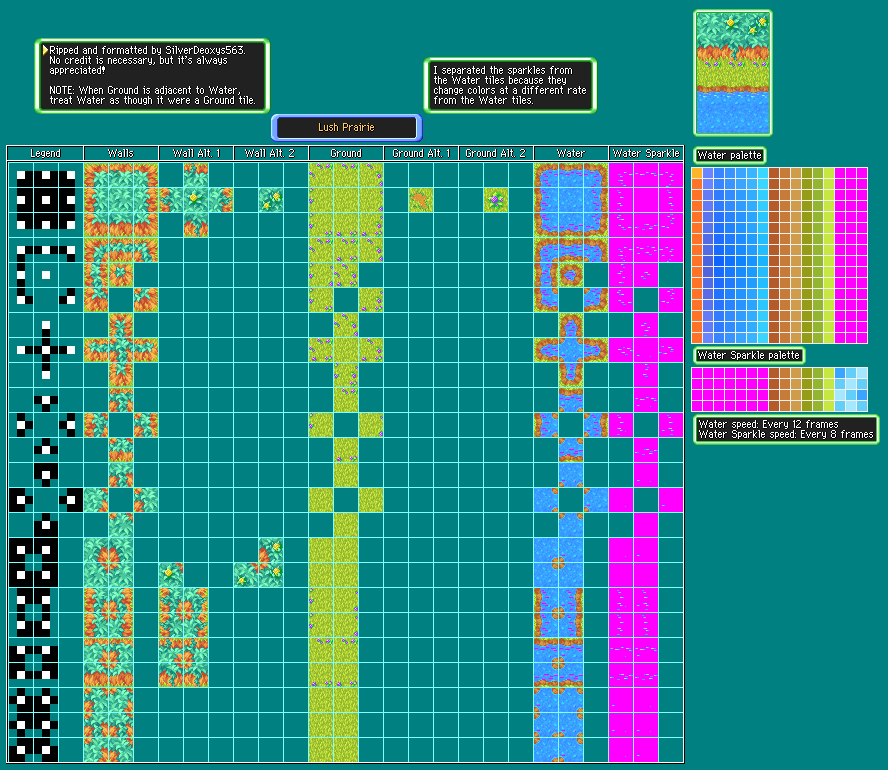 Ripped and formatted by SilverDeoxys563.
No credit is necessary, but it's always
appreciated!
NOTE: When Ground is adjacent to Water,
treat Water as though it were a Ground tile.
I separated the sparkles from
the Water tiles because they
change colors at a different rate
from the Water tiles.
Lush Prairie
Legend Walls Wall Alt. 1 Wall Alt. 2 Ground Ground Alt. 1 Ground Alt. 2 Water Water Sparkle
Water palette
Water Sparkle palette
Water speed: Every 12 frames
Water Sparkle speed: Every 8 frames